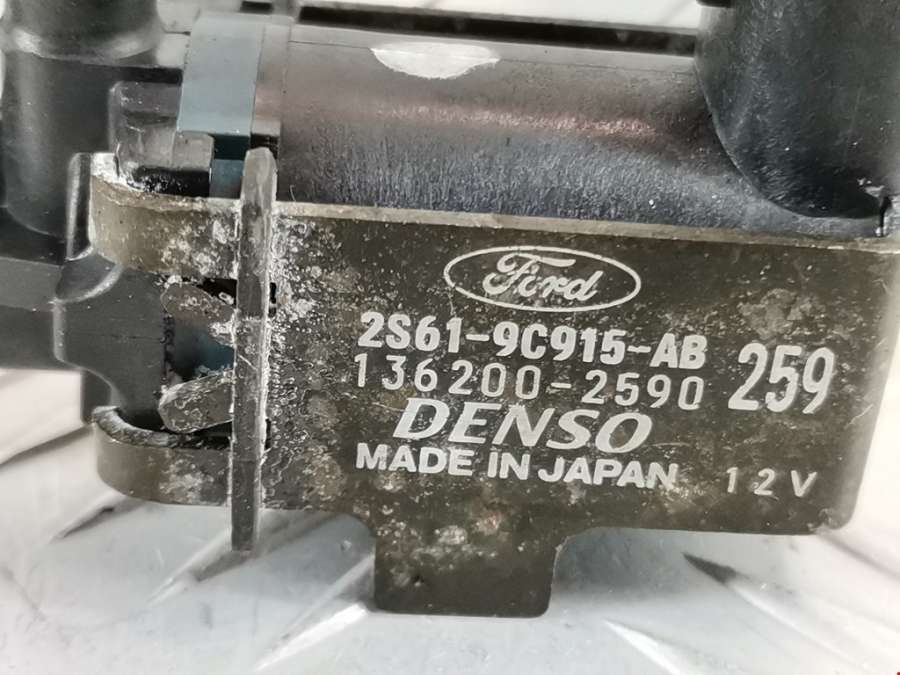 Ford
2S61-9C915-AB
259
136200-2590
DENSO
MADE IN JAPAN
12V